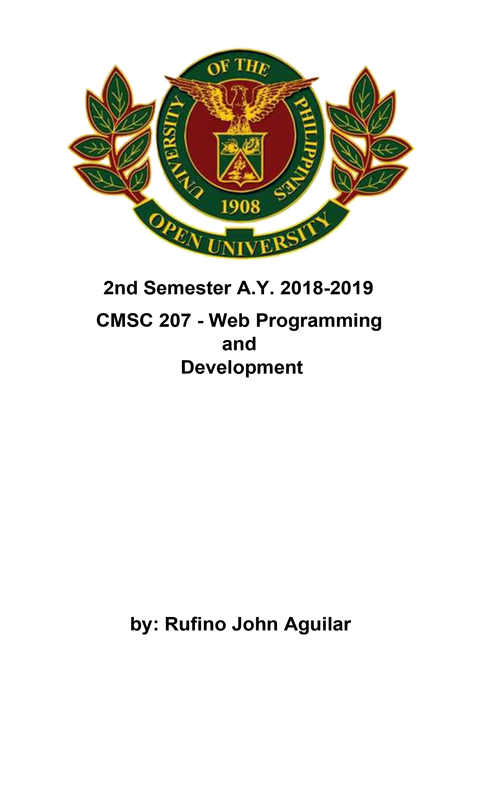 UNIVERSITY OF THE PHILIPPINES
1908
OPEN UNIVERSITY
2nd Semester A.Y. 2018-2019
CMSC 207 - Web Programming
and
Development
by: Rufino John Aguilar